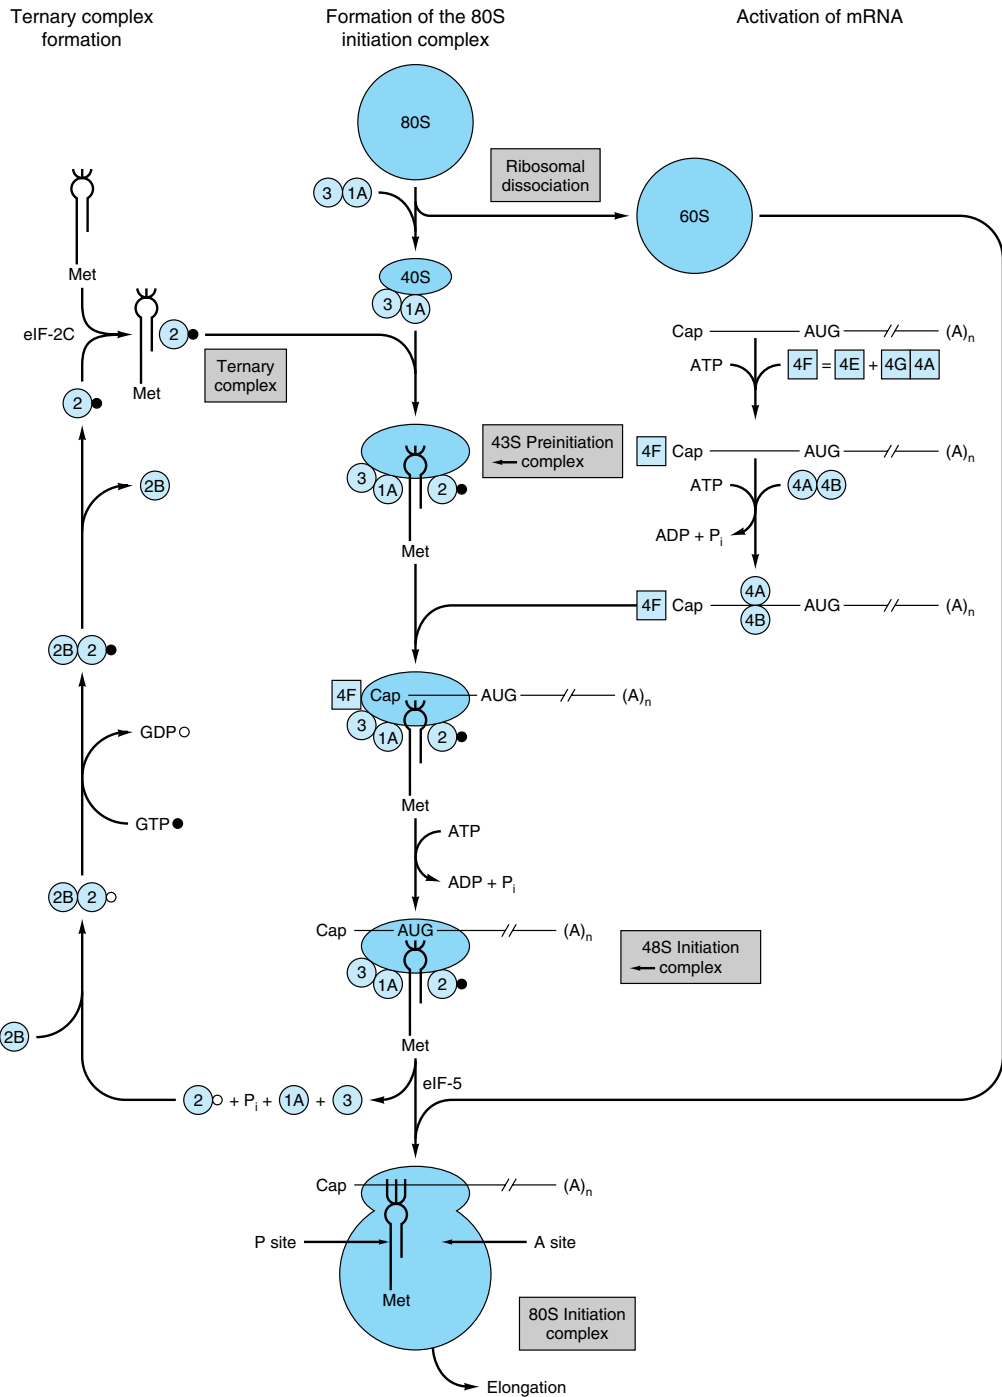 Ternary complex
formation
Formation of the 80S
initiation complex
Activation of mRNA
80S
Ribosomal
dissociation
3 1A
60S
40S
3 1A
Met
eIF-2C
2
Met
Ternary
complex
2
Cap AUG (A)n
ATP
4F = 4E + 4G 4A
43S Preinitiation
complex
4F Cap AUG (A)n
3 1A 2
2B
ATP
4A 4B
ADP + Pi
Met
4A
4F Cap AUG (A)n
4B
2B 2
4F Cap AUG (A)n
3 1A 2
GDP
Met
GTP
ATP
ADP + Pi
2B 2
Cap AUG (A)n
48S Initiation
complex
3 1A 2
2B
Met
eIF-5
2 + Pi + 1A + 3
Cap (A)n
P site
A site
Met
80S Initiation
complex
Elongation